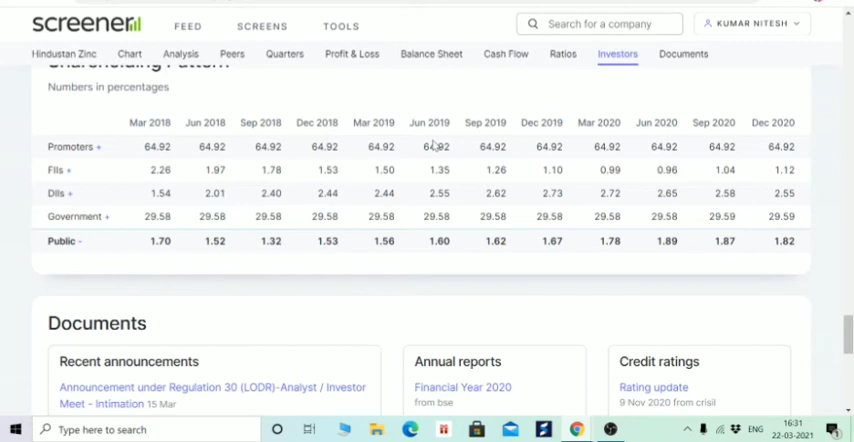 screener
FEED SCREENS TOOLS
Search for a company
KUMAR NITESH
Hindustan Zinc Chart Analysis Peers Quarters Profit & Loss Balance Sheet Cash Flow Ratios Investors Documents
Shareholding Pattern
Numbers in percentages
Mar 2018 Jun 2018 Sep 2018 Dec 2018 Mar 2019 Jun 2019 Sep 2019 Dec 2019 Mar 2020 Jun 2020 Sep 2020 Dec 2020
Promoters + 64.92 64.92 64.92 64.92 64.92 64.92 64.92 64.92 64.92 64.92 64.92 64.92
FIIs + 2.26 1.97 1.78 1.53 1.50 1.35 1.26 1.10 0.99 0.96 1.04 1.12
DIIs + 1.54 2.01 2.40 2.44 2.44 2.55 2.62 2.73 2.72 2.65 2.58 2.55
Government + 29.58 29.58 29.58 29.58 29.58 29.58 29.58 29.58 29.58 29.58 29.59 29.59
Public - 1.70 1.52 1.32 1.53 1.56 1.60 1.62 1.67 1.78 1.89 1.87 1.82
Documents
Recent announcements
Announcement under Regulation 30 (LODR)-Analyst / Investor
Meet - Intimation 15 Mar
Annual reports
Financial Year 2020
from bse
Credit ratings
Rating update
9 Nov 2020 from crisil
Type here to search
ENG
16:31
22-03-2021